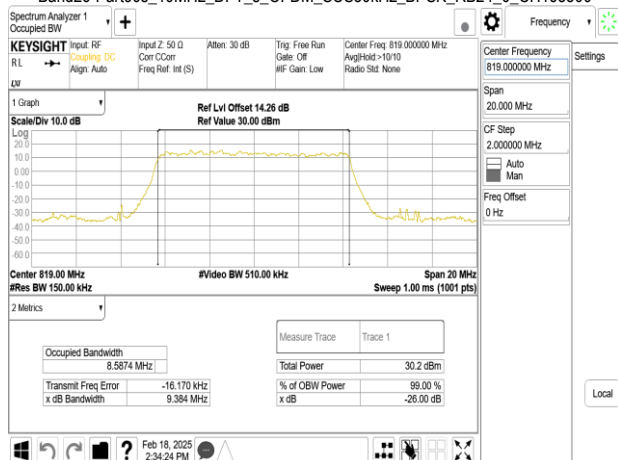 Spectrum Analyzer 1
Occupied BW
+
Frequency
KEYSIGHT
Input: RF
Input Z: 50 Ω
Atten: 30 dB
Trig: Free Run
Center Freq: 819.000000 MHz
Coupling: DC
Corr CCorr
Gate: Off
Avg|Hold:>10/10
RL
Align: Auto
Freq Ref: Int (S)
#IF Gain: Low
Radio Std: None
LXI
Center Frequency
819.000000 MHz
Settings
Span
20.000 MHz
CF Step
2.000000 MHz
Auto
Man
Freq Offset
0 Hz
Local
1 Graph
Ref Lvl Offset 14.26 dB
Scale/Div 10.0 dB
Ref Value 30.00 dBm
Log
20.0
10.0
0.00
-10.0
-20.0
-30.0
-40.0
-50.0
-60.0
Center 819.00 MHz
#Video BW 510.00 kHz
Span 20 MHz
#Res BW 150.00 kHz
Sweep 1.00 ms (1001 pts)
2 Metrics
Measure Trace
Trace 1
Occupied Bandwidth
8.5874 MHz
Total Power
30.2 dBm
Transmit Freq Error
-16.170 kHz
% of OBW Power
99.00 %
x dB Bandwidth
9.384 MHz
x dB
-26.00 dB
?
Feb 18, 2025
2:34:24 PM